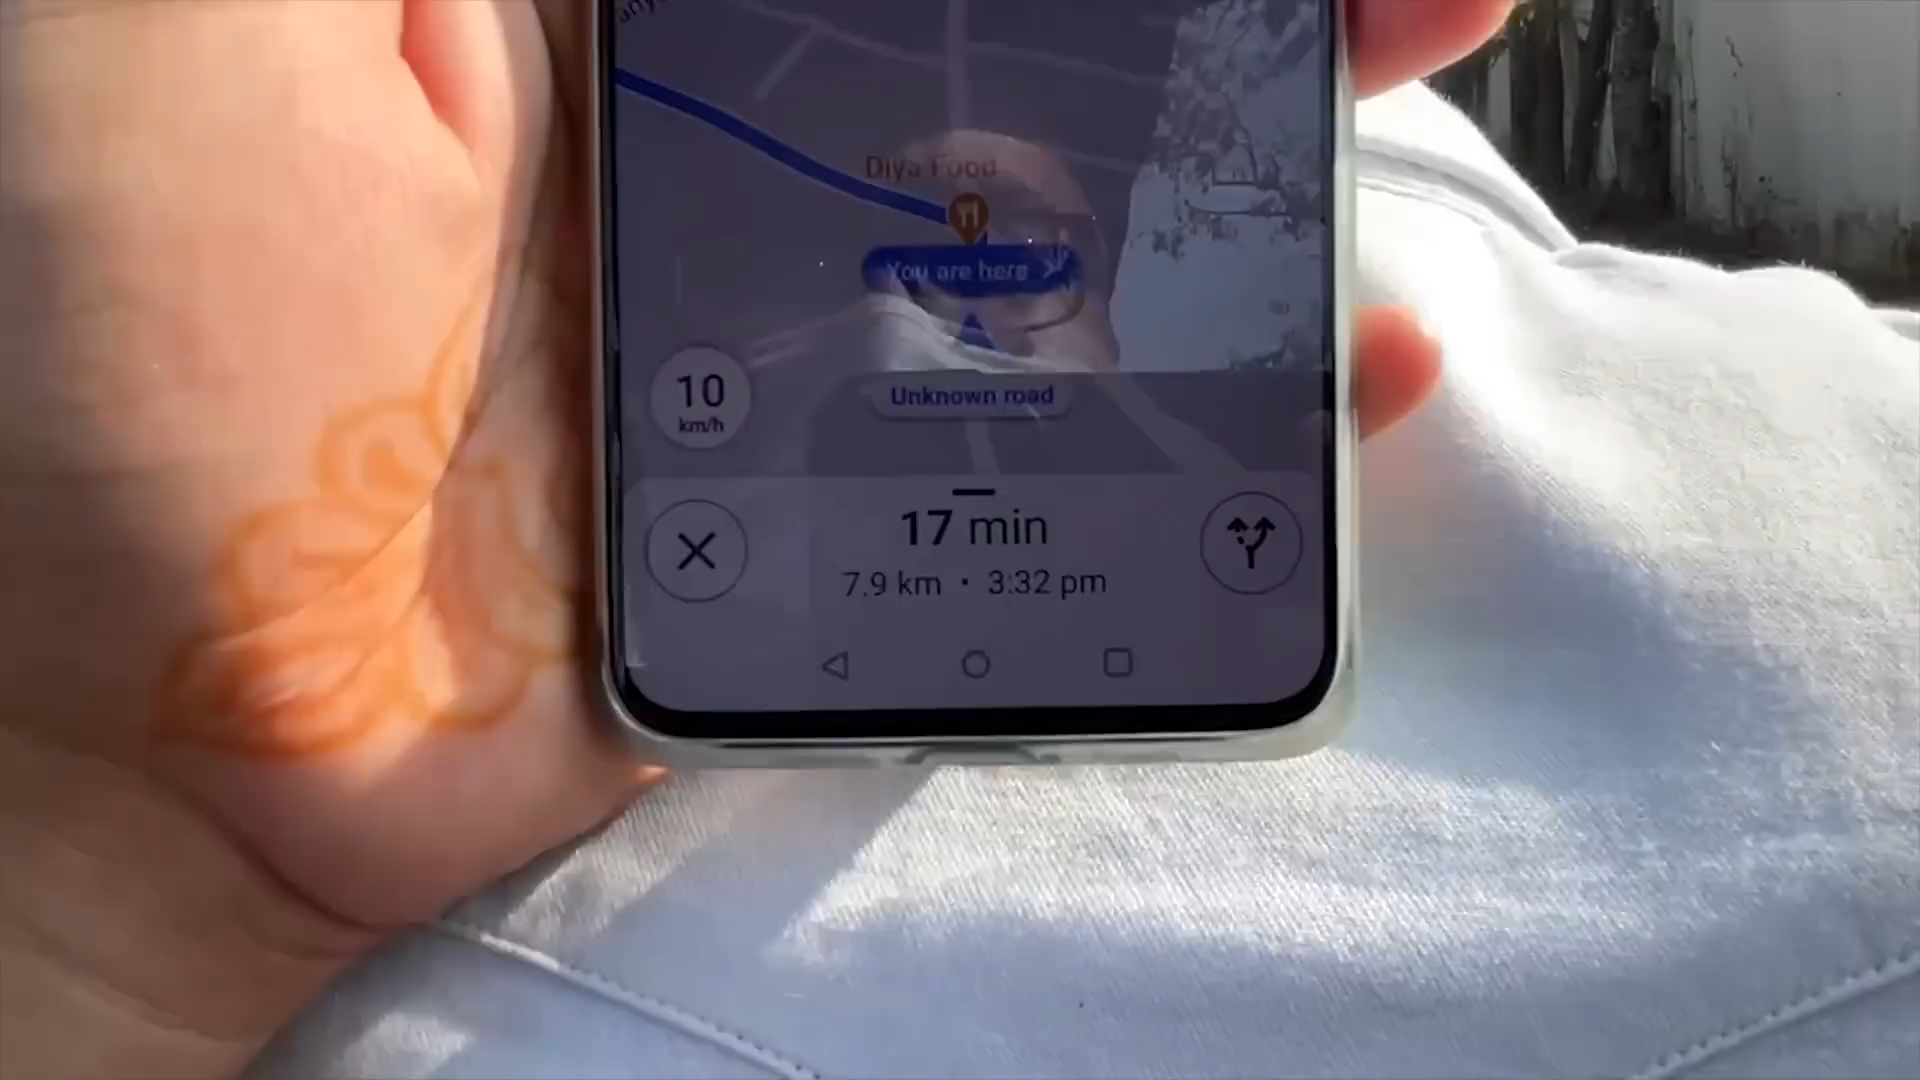 Diya Food
You are here
10
km/h
Unknown road
17 min
7.9 km · 3:32 pm